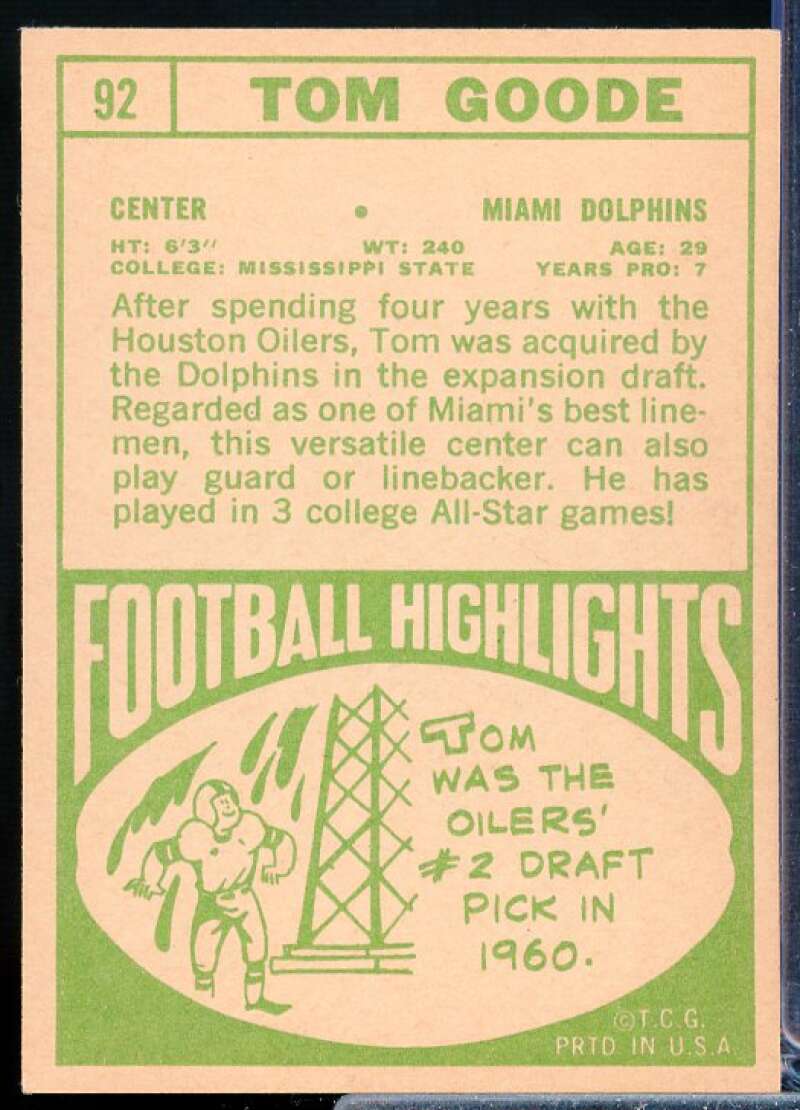 92 TOM GOODE
CENTER • MIAMI DOLPHINS
HT: 6'3" WT: 240 AGE: 29
COLLEGE: MISSISSIPPI STATE YEARS PRO: 7
After spending four years with the
Houston Oilers, Tom was acquired by
the Dolphins in the expansion draft.
Regarded as one of Miami's best line-
men, this versatile center can also
play guard or linebacker. He has
played in 3 college All-Star games!
FOOTBALL HIGHLIGHTS
TOM
WAS THE
OILERS'
#2 DRAFT
PICK IN
1960.
©T.C.G.
PRTD IN U.S.A